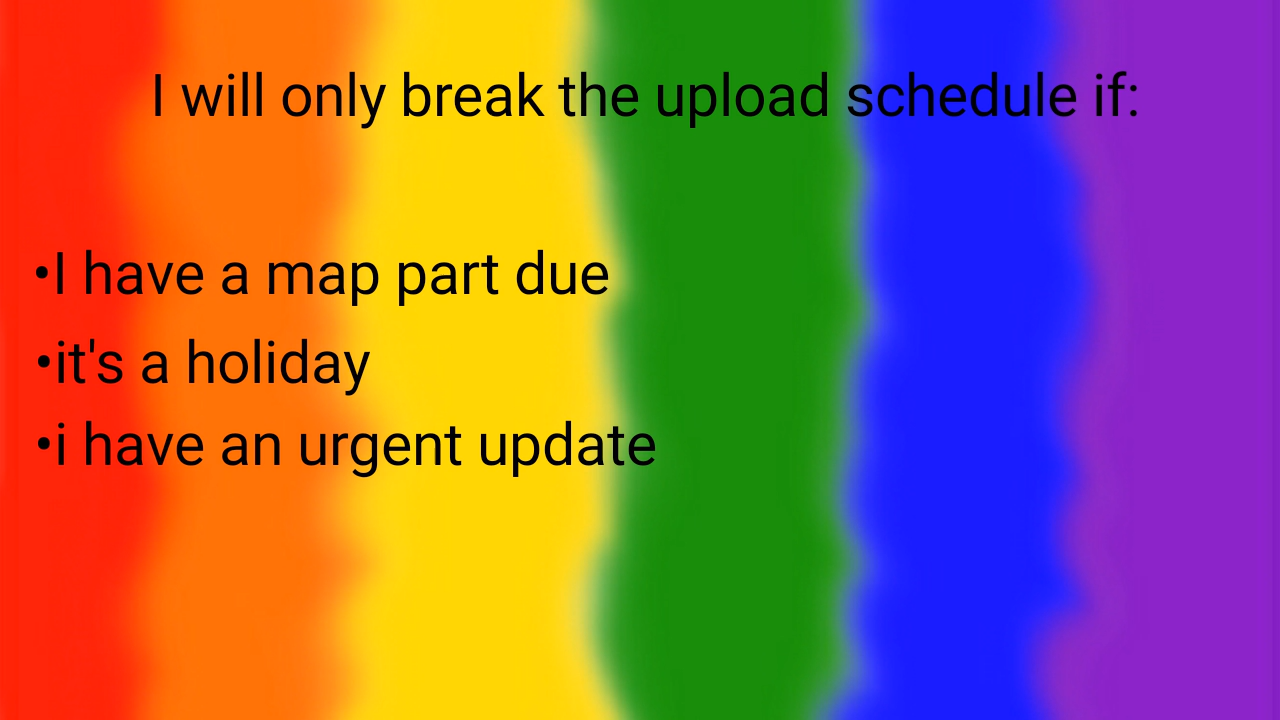 I will only break the upload schedule if:
•I have a map part due
•it's a holiday
•i have an urgent update